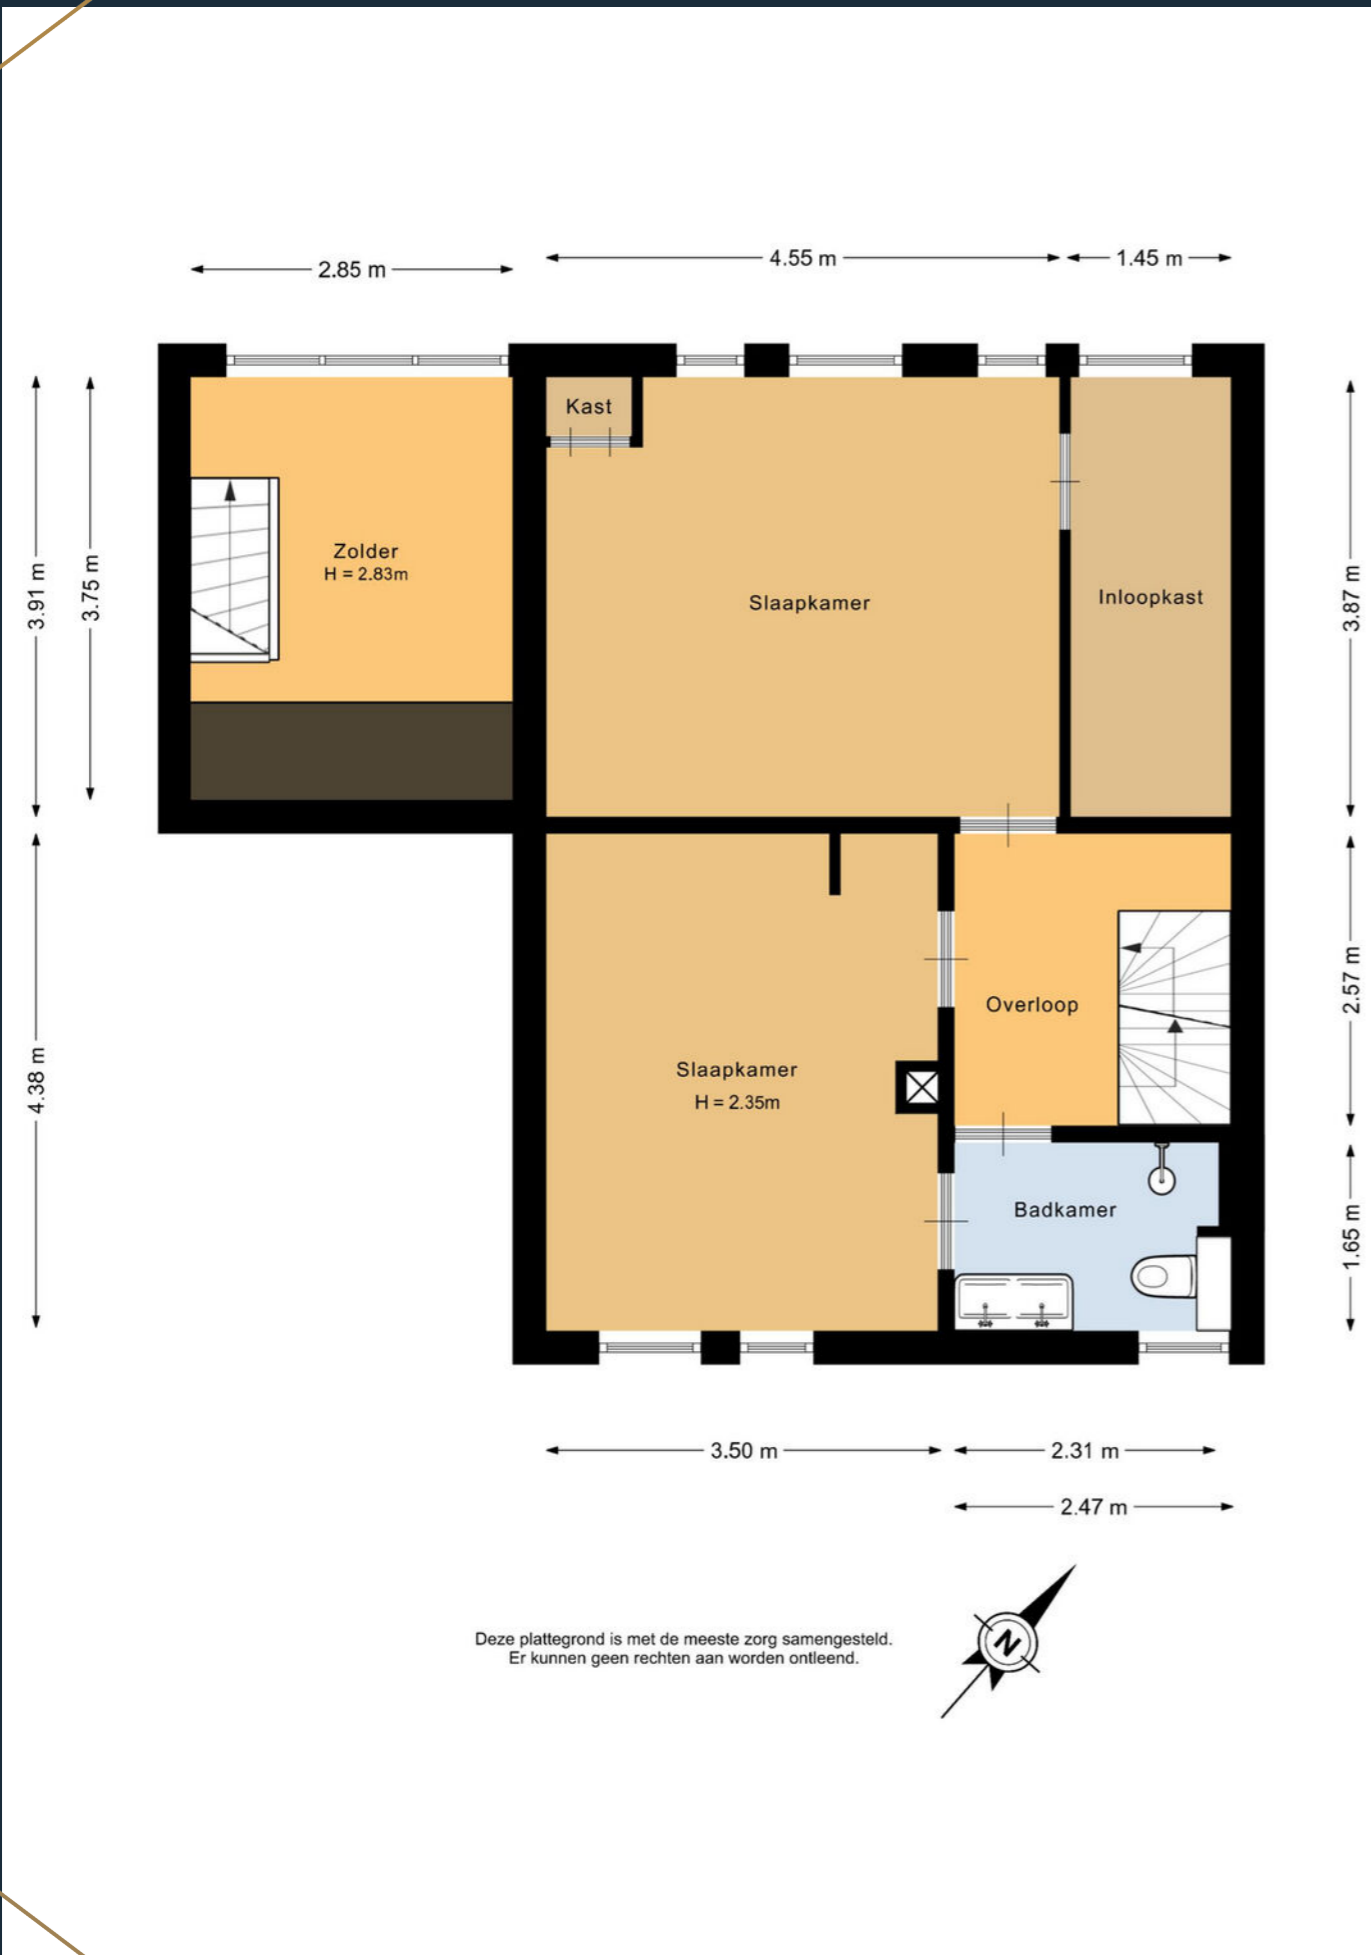 2.85 m
4.55 m
1.45 m
Kast
Zolder
H = 2.83m
Slaapkamer
Inloopkast
3.91 m
3.75 m
3.87 m
Overloop
Slaapkamer
H = 2.35m
2.57 m
4.38 m
Badkamer
1.65 m
3.50 m
2.31 m
2.47 m
Deze plattegrond is met de meeste zorg samengesteld.
Er kunnen geen rechten aan worden ontleend.
N